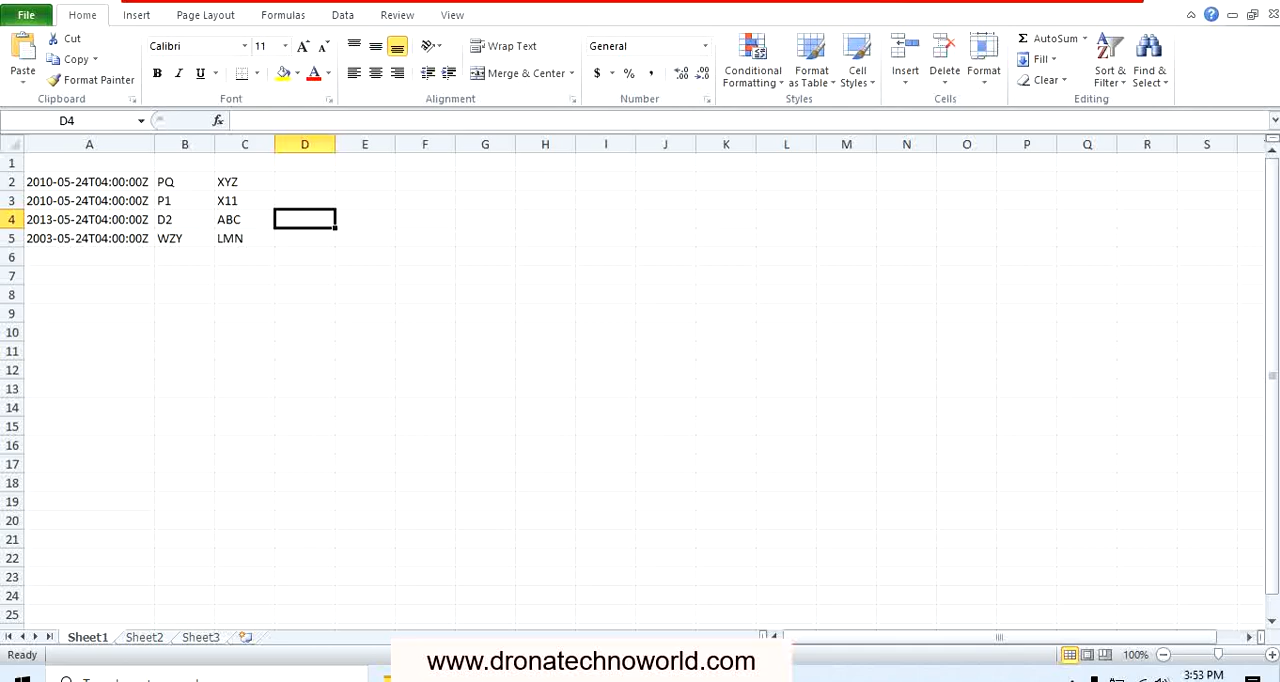 File Home Insert Page Layout Formulas Data Review View
Paste Cut Copy Format Painter Clipboard
Calibri 11 B I U A A A Font
Wrap Text Merge & Center Alignment
General $ % , Number
Conditional Formatting Format as Table Cell Styles Styles
Insert Delete Format Cells
Σ AutoSum Fill Clear Sort & Filter Find & Select Editing
D4 fx
A B C D E F G H I J K L M N O P Q R S
1
2 2010-05-24T04:00:00Z PQ XYZ
3 2010-05-24T04:00:00Z P1 X11
4 2013-05-24T04:00:00Z D2 ABC
5 2003-05-24T04:00:00Z WZY LMN
6
7
8
9
10
11
12
13
14
15
16
17
18
19
20
21
22
23
24
25
Sheet1 Sheet2 Sheet3
Ready 100%
www.dronatechnoworld.com
3:53 PM